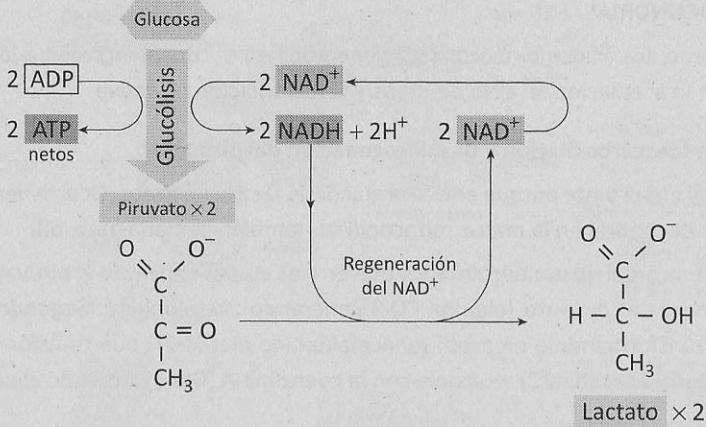 Glucosa
2 ADP
2 ATP
netos
Glucólisis
2 NAD⁺
2 NADH + 2H⁺
2 NAD⁺
Piruvato × 2
Regeneración
del NAD⁺
O O⁻
C
C = O
CH₃
O O⁻
C
H – C – OH
CH₃
Lactato × 2